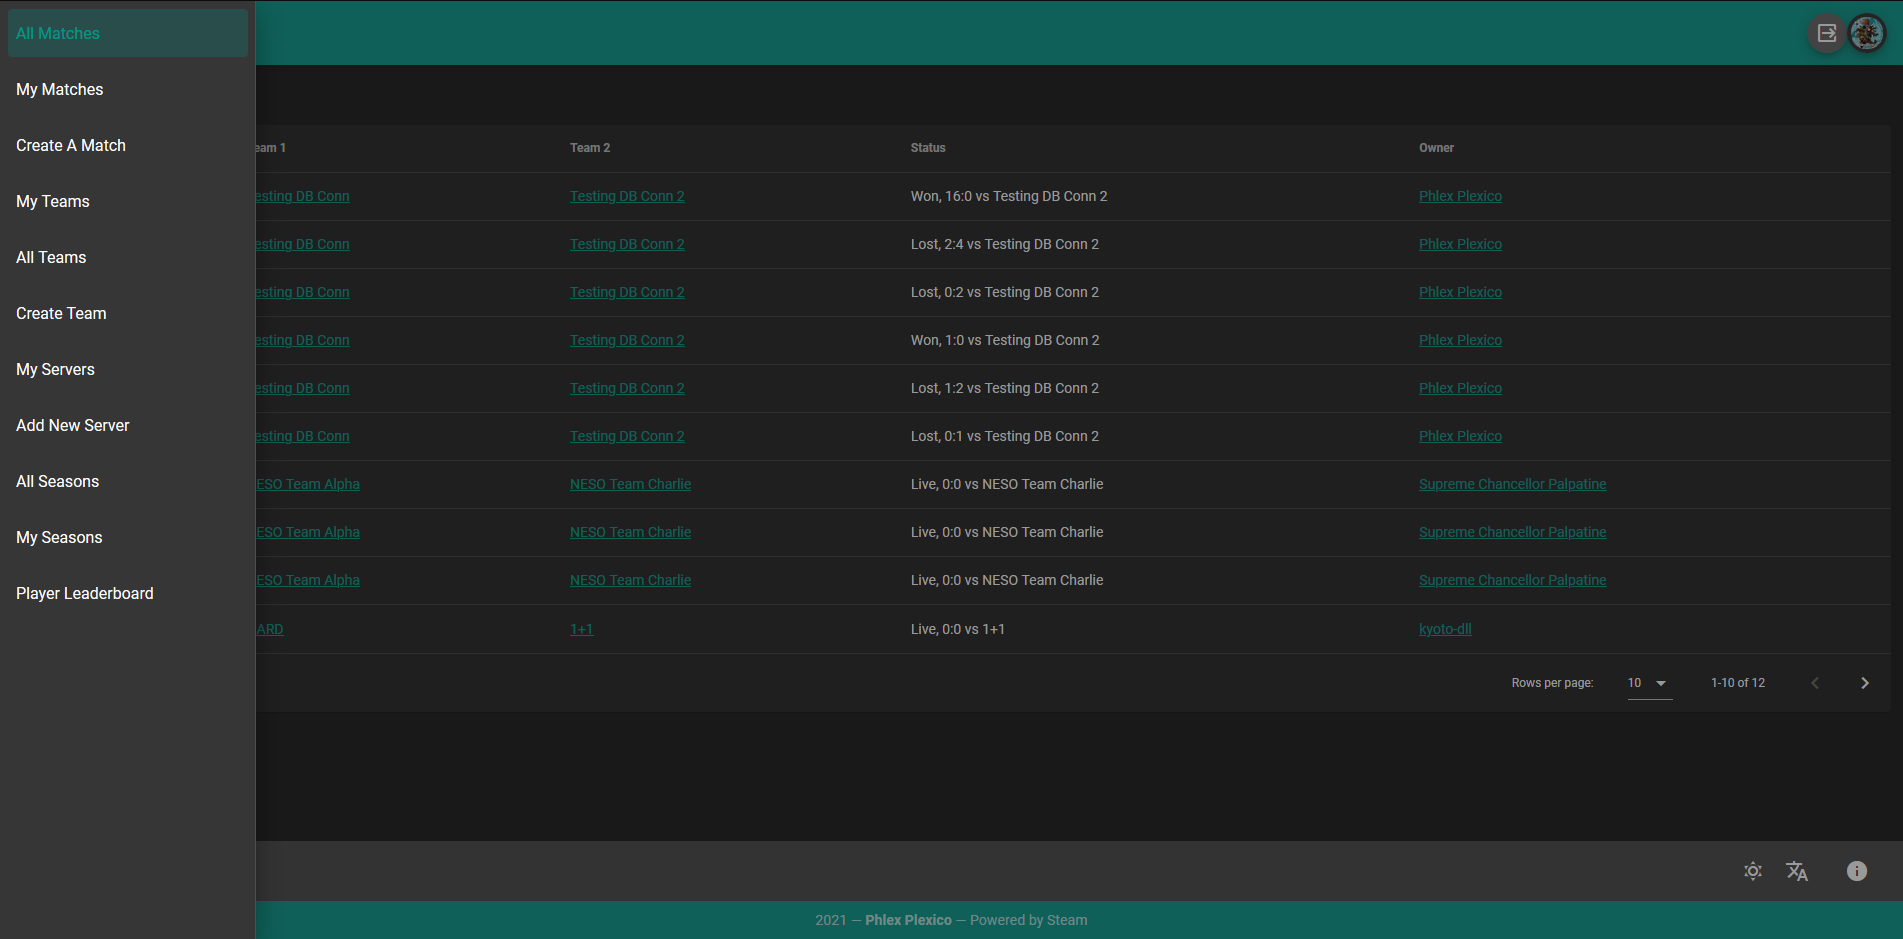 All Matches
My Matches
Create A Match
My Teams
All Teams
Create Team
My Servers
Add New Server
All Seasons
My Seasons
Player Leaderboard
eam 1 Team 2 Status Owner
esting DB Conn Testing DB Conn 2 Won, 16:0 vs Testing DB Conn 2 Phlex Plexico
esting DB Conn Testing DB Conn 2 Lost, 2:4 vs Testing DB Conn 2 Phlex Plexico
esting DB Conn Testing DB Conn 2 Lost, 0:2 vs Testing DB Conn 2 Phlex Plexico
esting DB Conn Testing DB Conn 2 Won, 1:0 vs Testing DB Conn 2 Phlex Plexico
esting DB Conn Testing DB Conn 2 Lost, 1:2 vs Testing DB Conn 2 Phlex Plexico
esting DB Conn Testing DB Conn 2 Lost, 0:1 vs Testing DB Conn 2 Phlex Plexico
ESO Team Alpha NESO Team Charlie Live, 0:0 vs NESO Team Charlie Supreme Chancellor Palpatine
ESO Team Alpha NESO Team Charlie Live, 0:0 vs NESO Team Charlie Supreme Chancellor Palpatine
ESO Team Alpha NESO Team Charlie Live, 0:0 vs NESO Team Charlie Supreme Chancellor Palpatine
ARD 1+1 Live, 0:0 vs 1+1 kyoto-dll
Rows per page: 10 1-10 of 12
2021 — Phlex Plexico — Powered by Steam